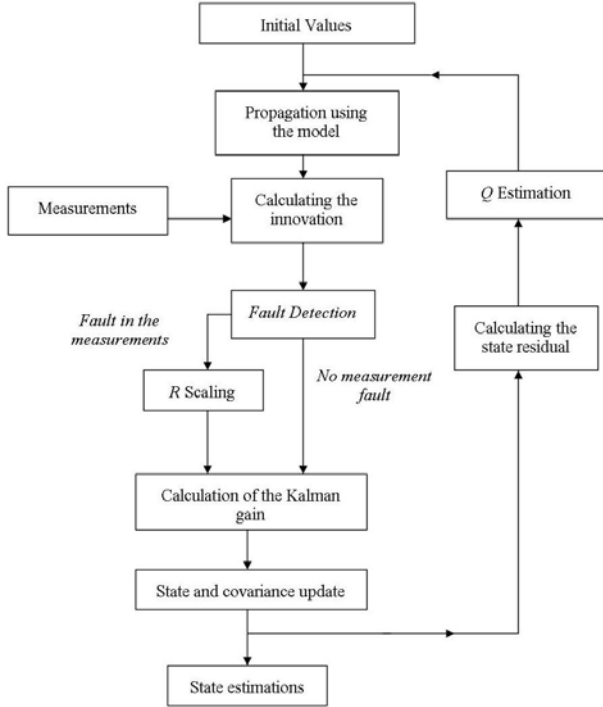 Initial Values
Propagation using
the model
Q Estimation
Measurements
Calculating the
innovation
Fault in the
measurements
Fault Detection
Calculating the
state residual
R Scaling
No measurement
fault
Calculation of the Kalman
gain
State and covariance update
State estimations